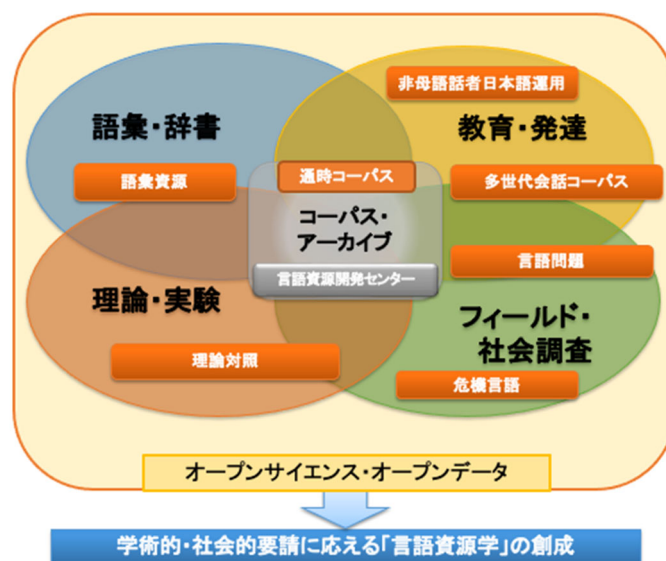 非母語話者日本語運用
語彙・辞書
教育・発達
語彙資源
通時コーパス
多世代会話コーパス
コーパス・
アーカイブ
言語資源開発センター
言語問題
理論・実験
フィールド・
社会調査
理論対照
危機言語
オープンサイエンス・オープンデータ
学術的・社会的要請に応える「言語資源学」の創成